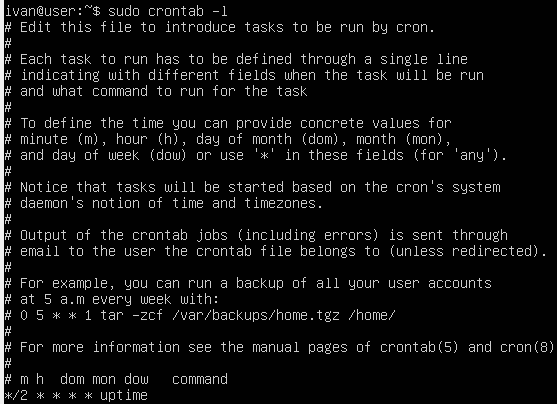 ivan@user:~$ sudo crontab -l
# Edit this file to introduce tasks to be run by cron.
#
# Each task to run has to be defined through a single line
# indicating with different fields when the task will be run
# and what command to run for the task
#
# To define the time you can provide concrete values for
# minute (m), hour (h), day of month (dom), month (mon),
# and day of week (dow) or use '*' in these fields (for 'any').
#
# Notice that tasks will be started based on the cron's system
# daemon's notion of time and timezones.
#
# Output of the crontab jobs (including errors) is sent through
# email to the user the crontab file belongs to (unless redirected).
#
# For example, you can run a backup of all your user accounts
# at 5 a.m every week with:
# 0 5 * * 1 tar -zcf /var/backups/home.tgz /home/
#
# For more information see the manual pages of crontab(5) and cron(8)
#
# m h  dom mon dow   command
*/2 * * * * uptime